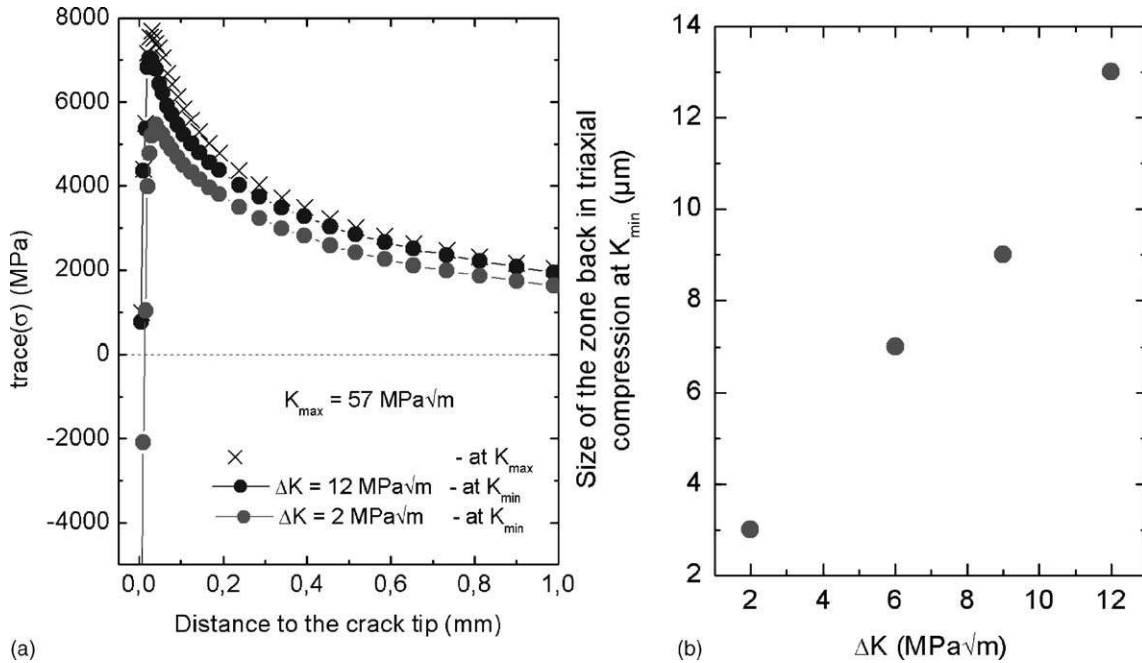 8000
6000
4000
2000
0
-2000
-4000
trace(σ) (MPa)
K_max = 57 MPa√m
- at K_max
ΔK = 12 MPa√m - at K_min
ΔK = 2 MPa√m - at K_min
0,0 0,2 0,4 0,6 0,8 1,0
Distance to the crack tip (mm)
(a)
Size of the zone back in triaxial
compression at K_min (µm)
14
12
10
8
6
4
2
2 4 6 8 10 12
ΔK (MPa√m)
(b)